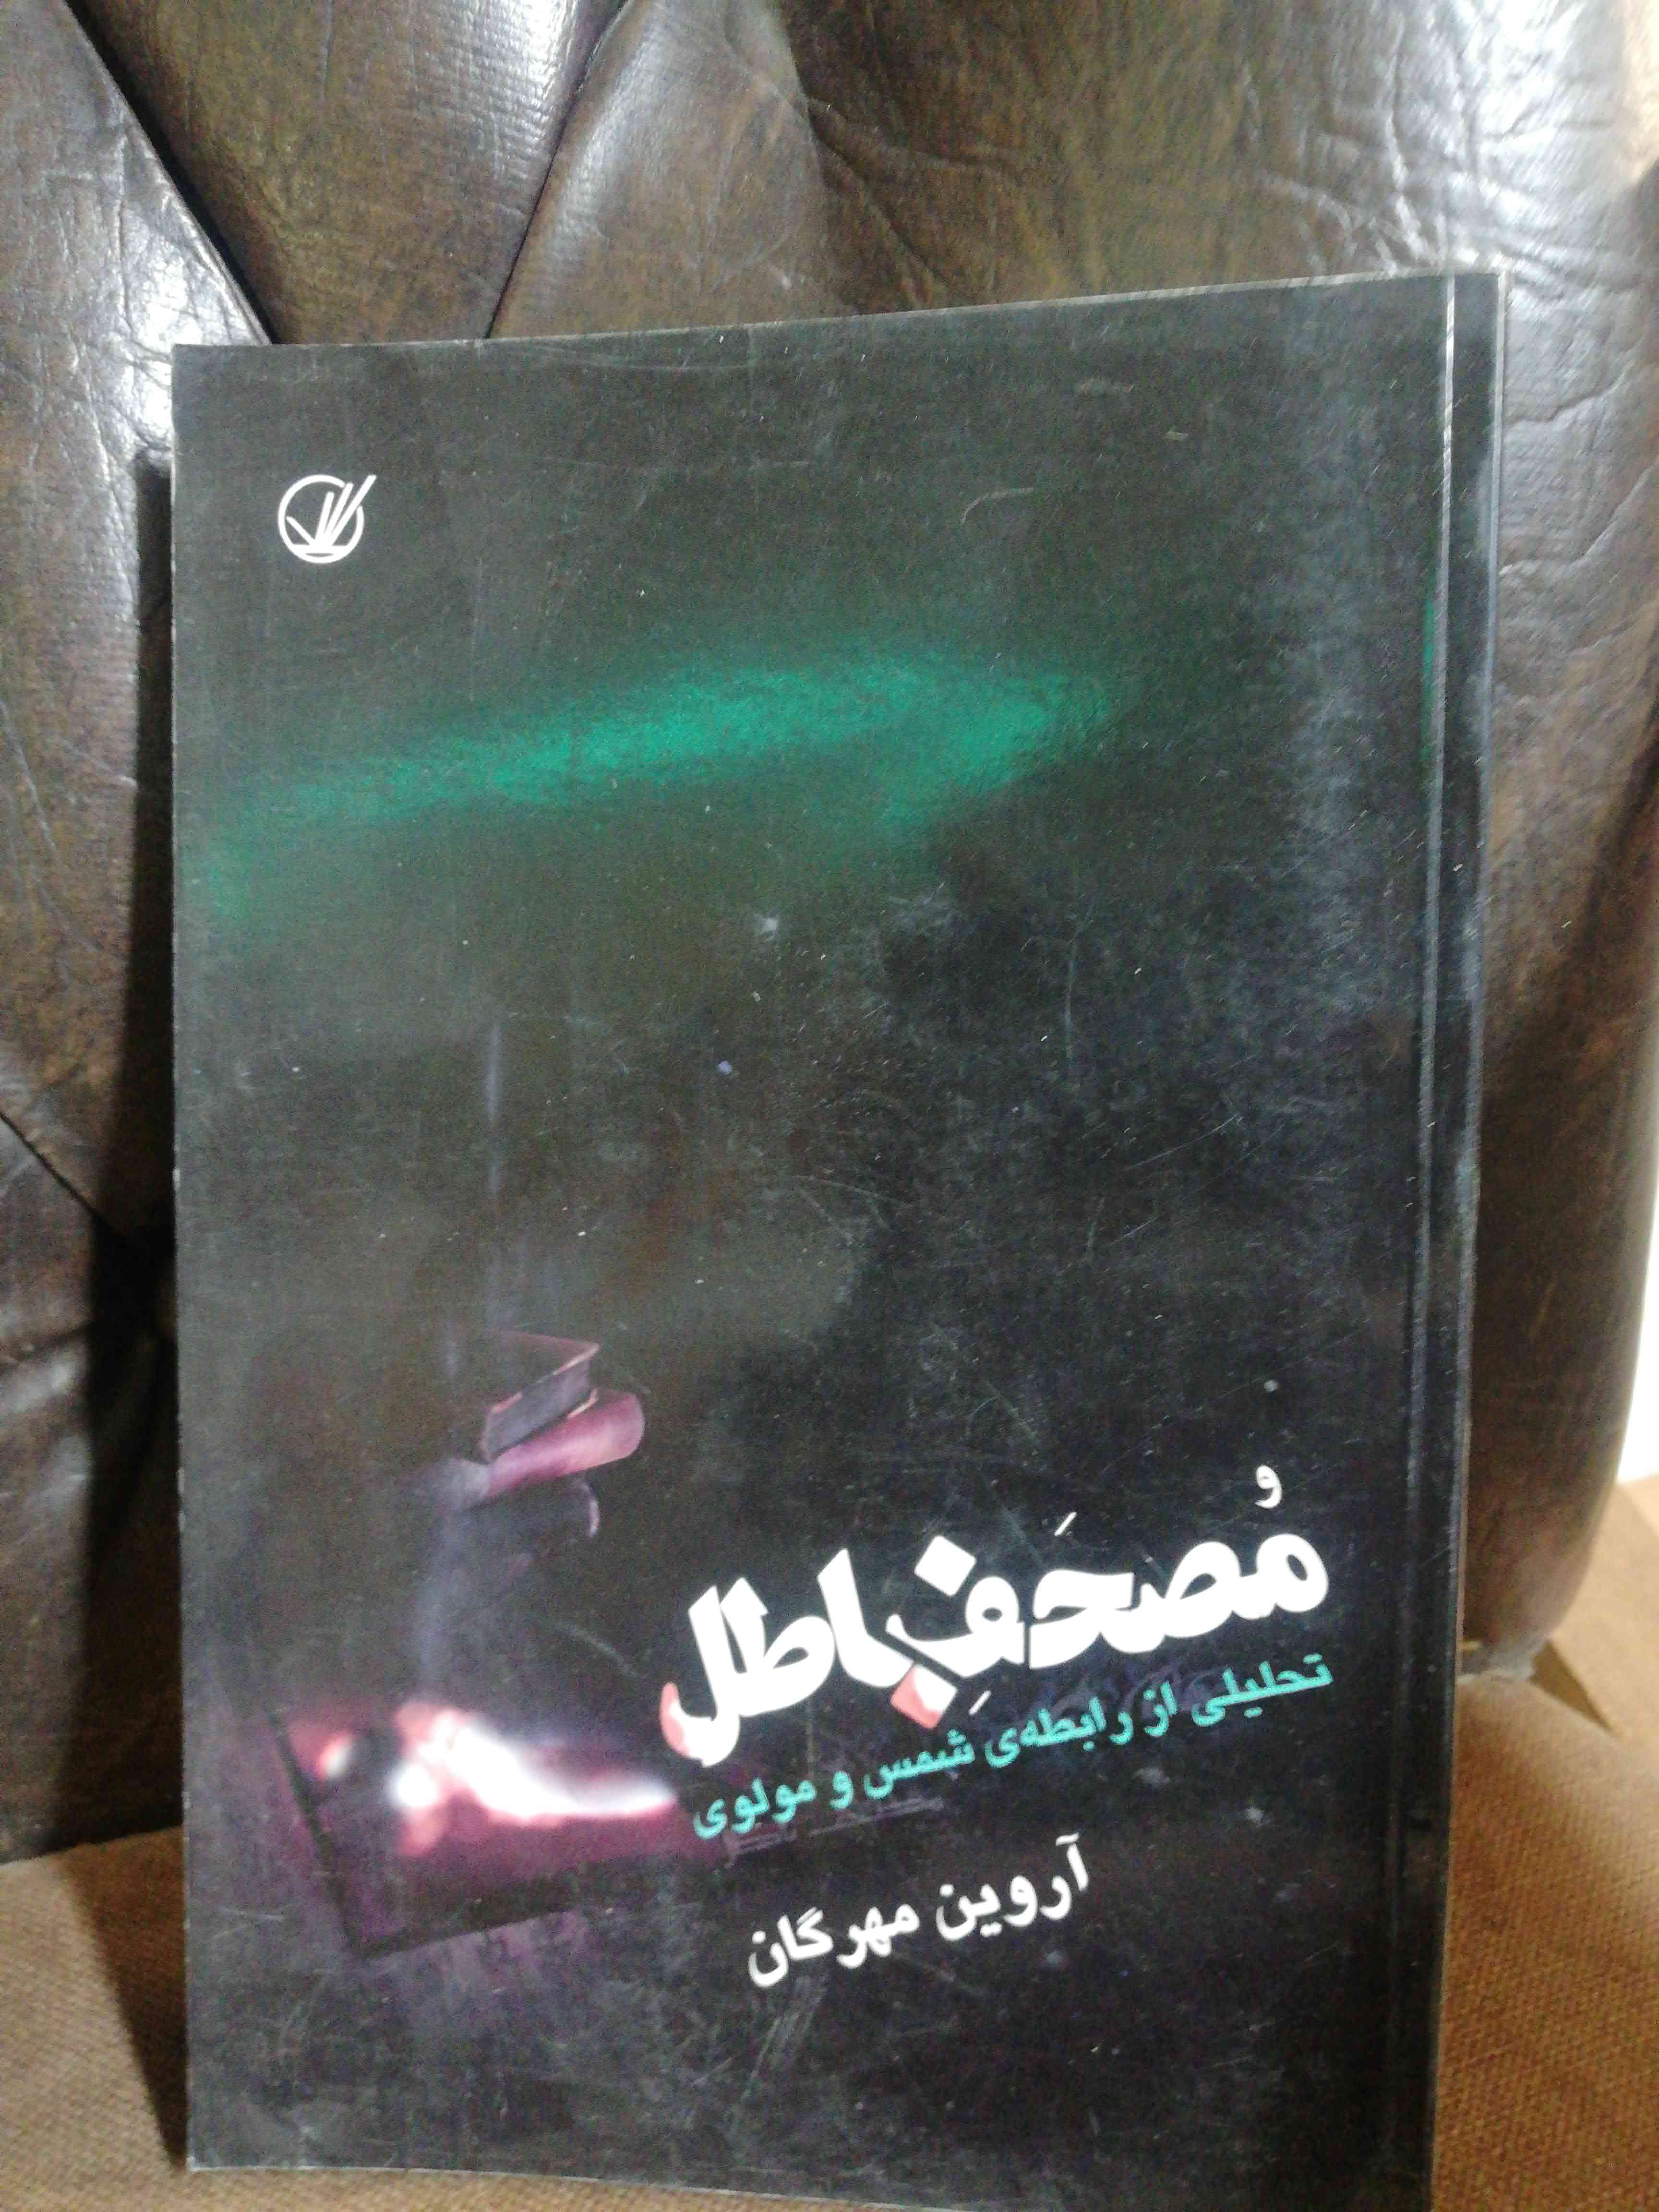 مُصحَفِ باطل
تحلیلی از رابطه‌ی شمس و مولوی
آروین مهرگان